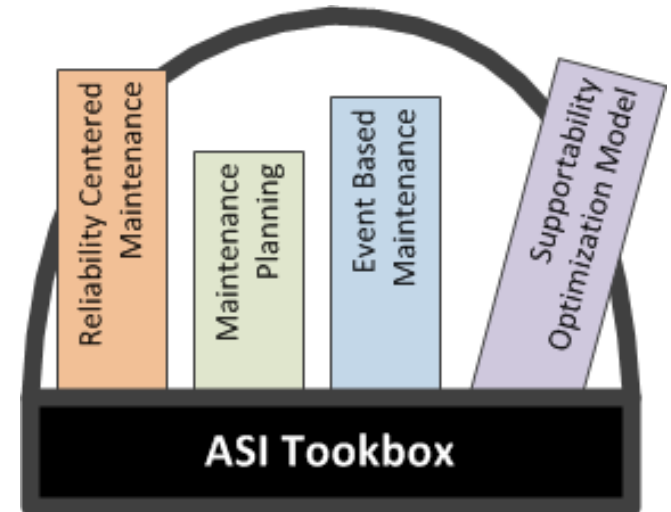 Reliability Centered
Maintenance
Maintenance
Planning
Event Based
Maintenance
Supportability
Optimization Model
ASI Tookbox